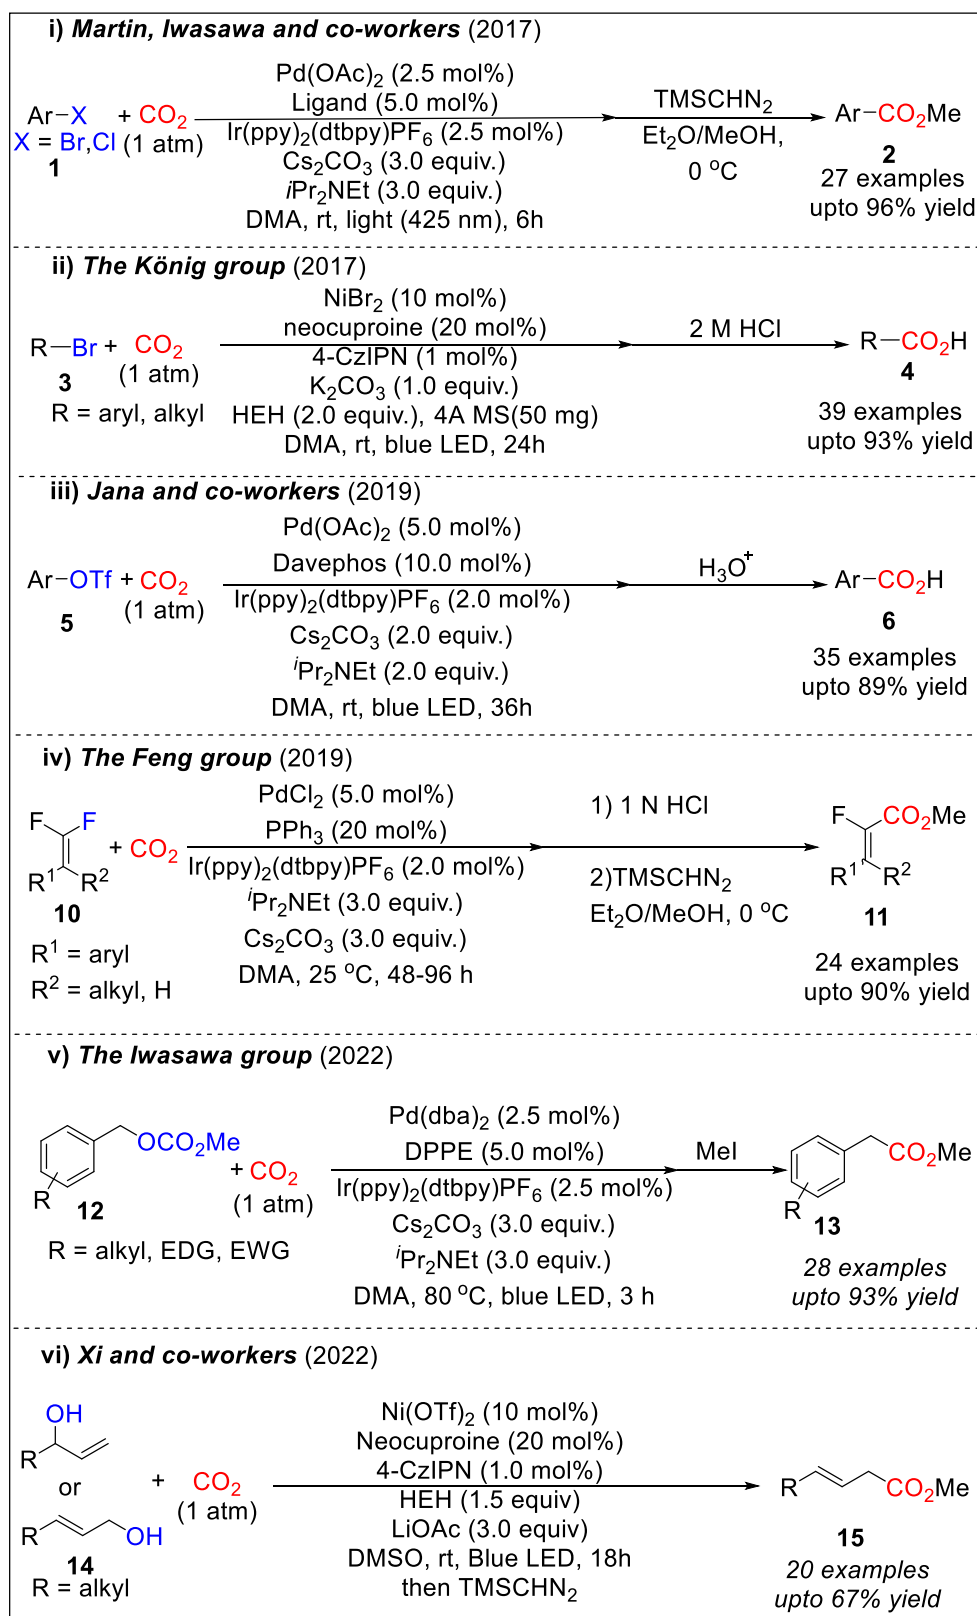 i) Martin, Iwasawa and co-workers (2017)
Pd(OAc)2 (2.5 mol%)
Ligand (5.0 mol%)
Ir(ppy)2(dtbpy)PF6 (2.5 mol%)
Cs2CO3 (3.0 equiv.)
iPr2NEt (3.0 equiv.)
DMA, rt, light (425 nm), 6h
Ar–X + CO2
X = Br,Cl (1 atm)
1
TMSCHN2
Et2O/MeOH,
0 oC
Ar–CO2Me
2
27 examples
upto 96% yield
ii) The König group (2017)
NiBr2 (10 mol%)
neocuproine (20 mol%)
4-CzIPN (1 mol%)
K2CO3 (1.0 equiv.)
HEH (2.0 equiv.), 4A MS(50 mg)
DMA, rt, blue LED, 24h
R–Br + CO2
3 (1 atm)
R = aryl, alkyl
2 M HCl
R–CO2H
4
39 examples
upto 93% yield
iii) Jana and co-workers (2019)
Pd(OAc)2 (5.0 mol%)
Davephos (10.0 mol%)
Ir(ppy)2(dtbpy)PF6 (2.0 mol%)
Cs2CO3 (2.0 equiv.)
iPr2NEt (2.0 equiv.)
DMA, rt, blue LED, 36h
Ar–OTf + CO2
5 (1 atm)
H3O+
Ar–CO2H
6
35 examples
upto 89% yield
iv) The Feng group (2019)
PdCl2 (5.0 mol%)
PPh3 (20 mol%)
Ir(ppy)2(dtbpy)PF6 (2.0 mol%)
iPr2NEt (3.0 equiv.)
Cs2CO3 (3.0 equiv.)
DMA, 25 oC, 48-96 h
F F
+ CO2
R1 R2
10
R1 = aryl
R2 = alkyl, H
1) 1 N HCl
2)TMSCHN2
Et2O/MeOH, 0 oC
F CO2Me
R1 R2
11
24 examples
upto 90% yield
v) The Iwasawa group (2022)
Pd(dba)2 (2.5 mol%)
DPPE (5.0 mol%)
Ir(ppy)2(dtbpy)PF6 (2.5 mol%)
Cs2CO3 (3.0 equiv.)
iPr2NEt (3.0 equiv.)
DMA, 80 oC, blue LED, 3 h
OCO2Me
+ CO2
(1 atm)
R
12
R = alkyl, EDG, EWG
MeI
CO2Me
R
13
28 examples
upto 93% yield
vi) Xi and co-workers (2022)
Ni(OTf)2 (10 mol%)
Neocuproine (20 mol%)
4-CzIPN (1.0 mol%)
HEH (1.5 equiv)
LiOAc (3.0 equiv)
DMSO, rt, Blue LED, 18h
then TMSCHN2
OH
R
or
R OH
14
R = alkyl
+ CO2
(1 atm)
R CO2Me
15
20 examples
upto 67% yield